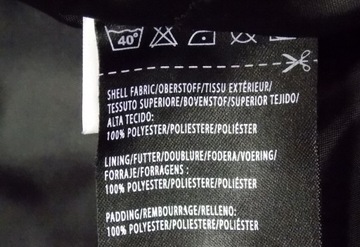 40°
SHELL FABRIC/OBERSTOFF/TISSU EXTÉRIEUR/
TESSUTO SUPERIORE/BOVENSTOF/SUPERIOR TEJIDO/
ALTA TECIDO:
100% POLYESTER/POLIESTERE/POLIÉSTER
LINING/FUTTER/DOUBLURE/FODERA/VOERING/
FORRAJE/FORRAGENS :
100% POLYESTER/POLIESTERE/POLIÉSTER
PADDING/REMBOURRAGE/RELLENO:
100% POLYESTER/POLIESTERE/POLIÉSTER